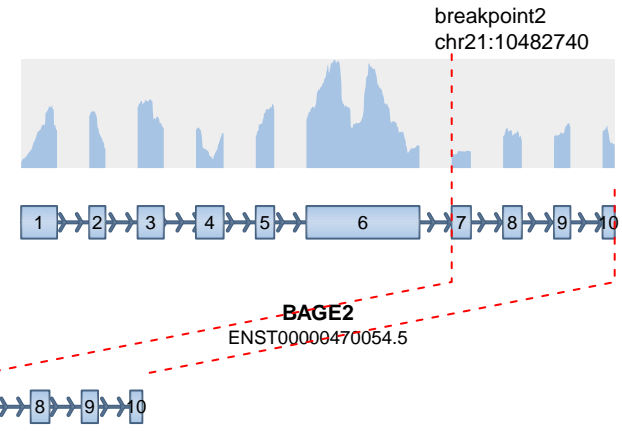 breakpoint2
chr21:10482740
1 2 3 4 5 6 7 8 9 10
BAGE2
ENST00000470054.5
8 9 10